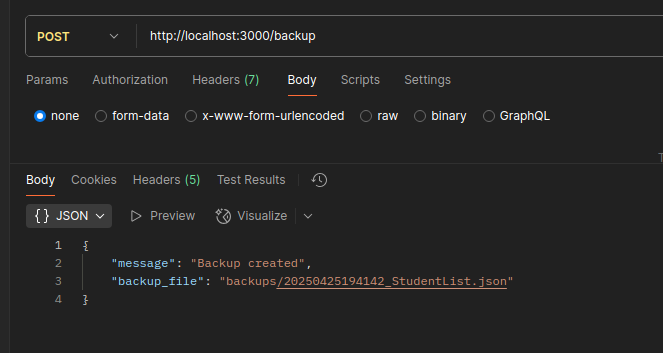 POST http://localhost:3000/backup
Params Authorization Headers (7) Body Scripts Settings
none form-data x-www-form-urlencoded raw binary GraphQL
Body Cookies Headers (5) Test Results
{} JSON Preview Visualize
1 {
2 "message": "Backup created",
3 "backup_file": "backups/20250425194142_StudentList.json"
4 }